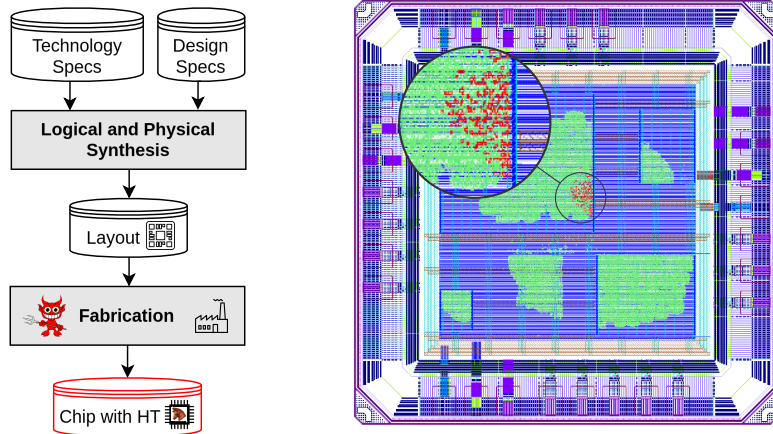 Technology
Specs
Design
Specs
Logical and Physical
Synthesis
Layout
Fabrication
Chip with HT